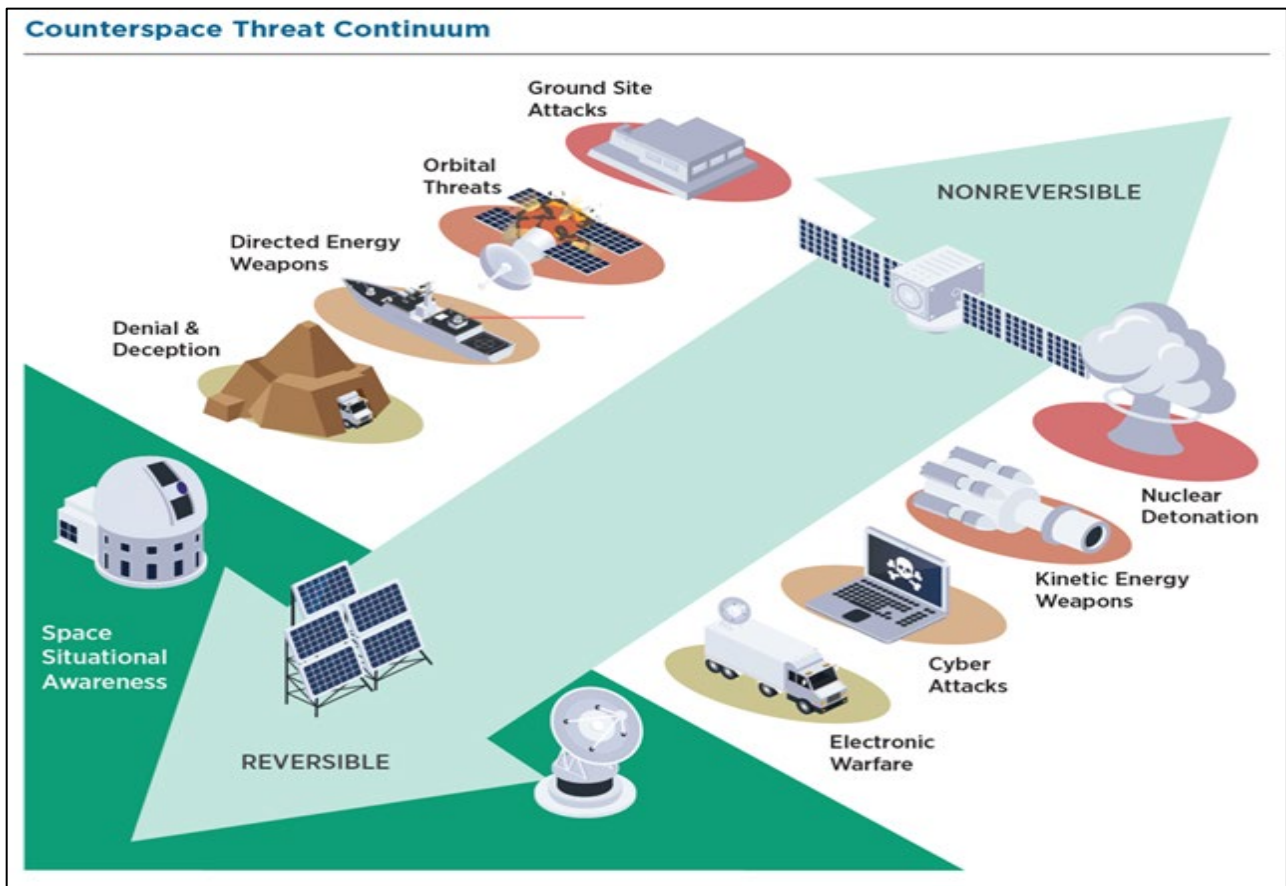 Counterspace Threat Continuum
Ground Site
Attacks
Orbital
Threats
NONREVERSIBLE
Directed Energy
Weapons
Denial &
Deception
Nuclear
Detonation
Kinetic Energy
Weapons
Space
Situational
Awareness
Cyber
Attacks
REVERSIBLE
Electronic
Warfare